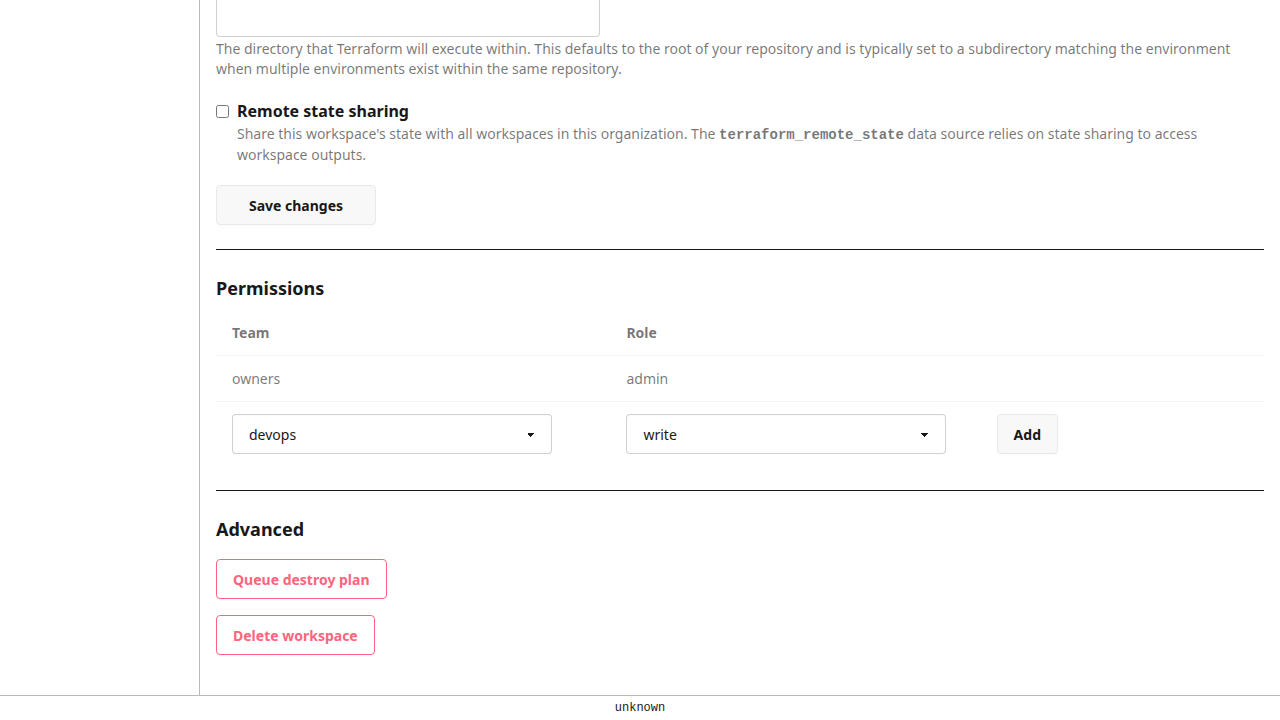 The directory that Terraform will execute within. This defaults to the root of your repository and is typically set to a subdirectory matching the environment
when multiple environments exist within the same repository.
Remote state sharing
Share this workspace's state with all workspaces in this organization. The terraform_remote_state data source relies on state sharing to access
workspace outputs.
Save changes
Permissions
Team Role
owners admin
devops write Add
Advanced
Queue destroy plan
Delete workspace
unknown